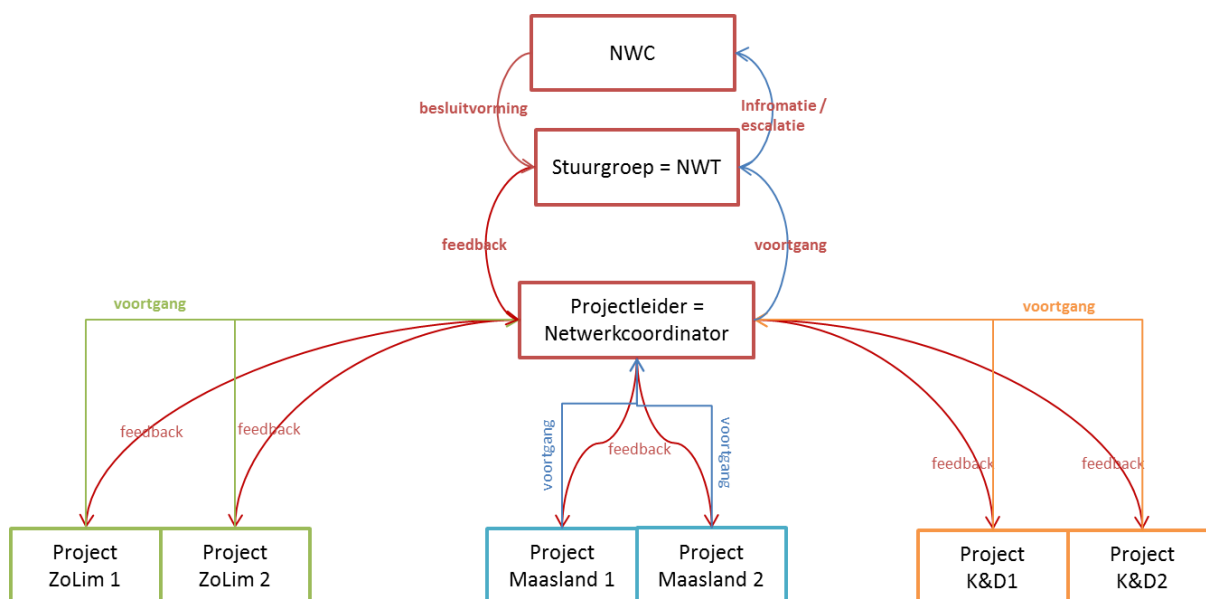 NWC
besluitvorming
Infromatie /
escalatie
Stuurgroep = NWT
feedback
voortgang
Projectleider =
Netwerkcoordinator
voortgang
voortgang
feedback
feedback
voortgang
feedback
voortgang
feedback
feedback
Project
ZoLim 1
Project
ZoLim 2
Project
Maasland 1
Project
Maasland 2
Project
K&D1
Project
K&D2